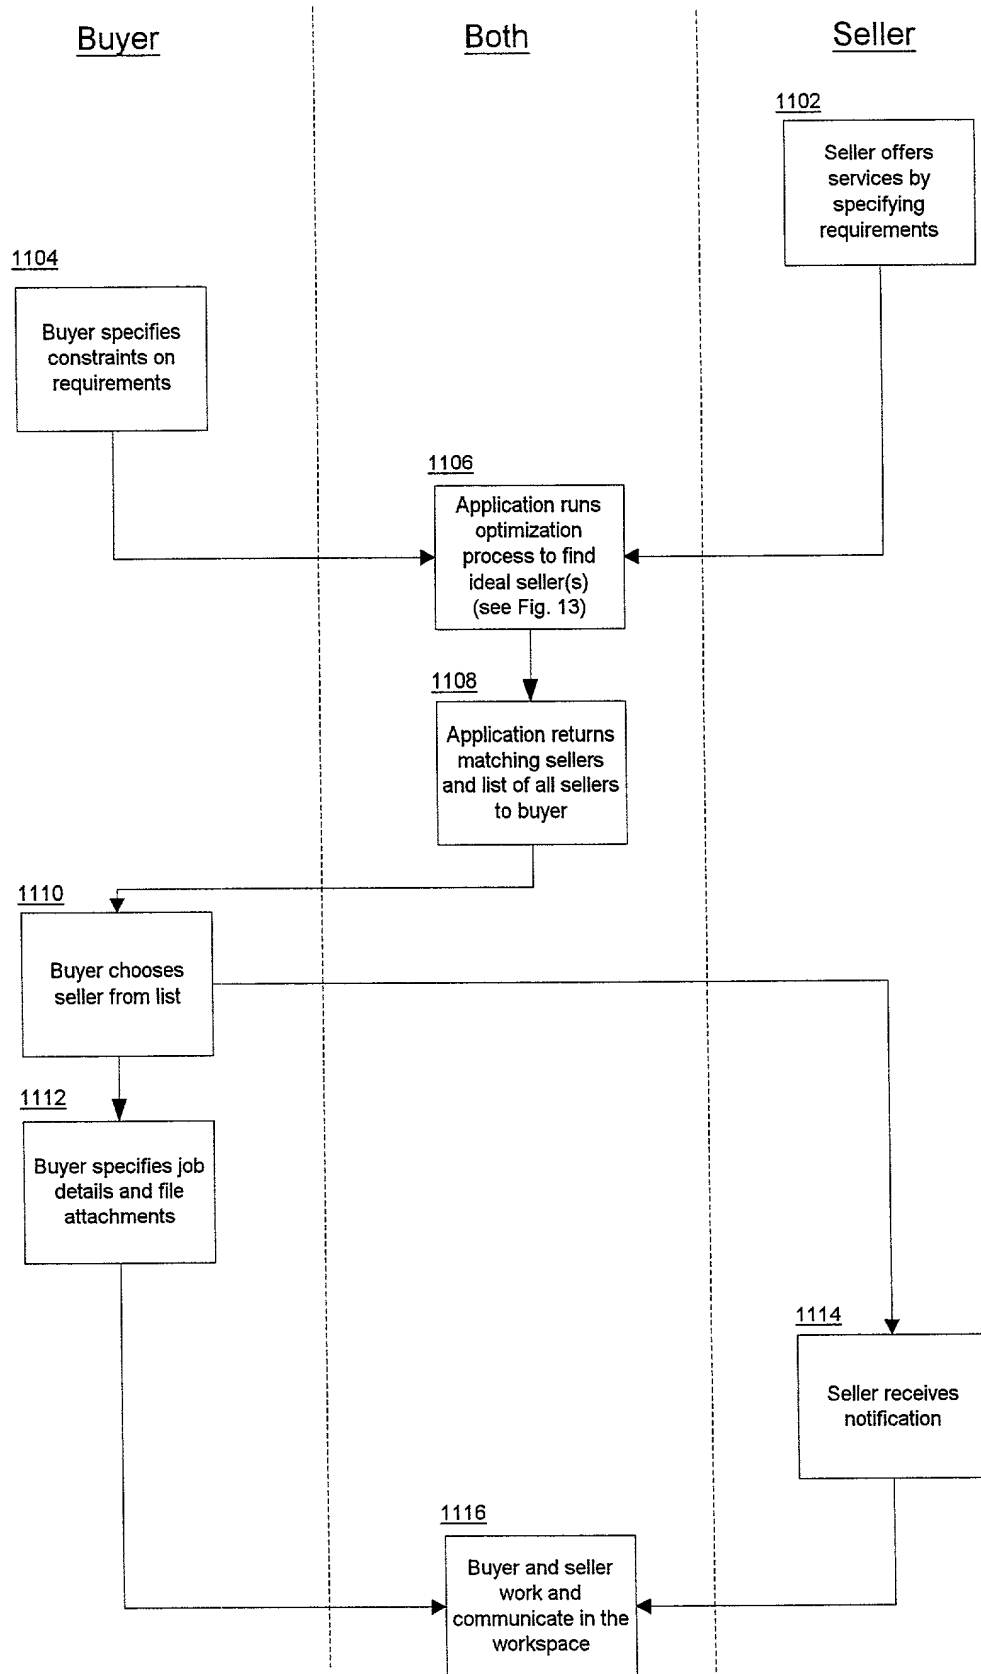 Buyer
Both
Seller
1102
Seller offers
services by
specifying
requirements
1104
Buyer specifies
constraints on
requirements
1106
Application runs
optimization
process to find
ideal seller(s)
(see Fig. 13)
1108
Application returns
matching sellers
and list of all sellers
to buyer
1110
Buyer chooses
seller from list
1112
Buyer specifies job
details and file
attachments
1114
Seller receives
notification
1116
Buyer and seller
work and
communicate in the
workspace